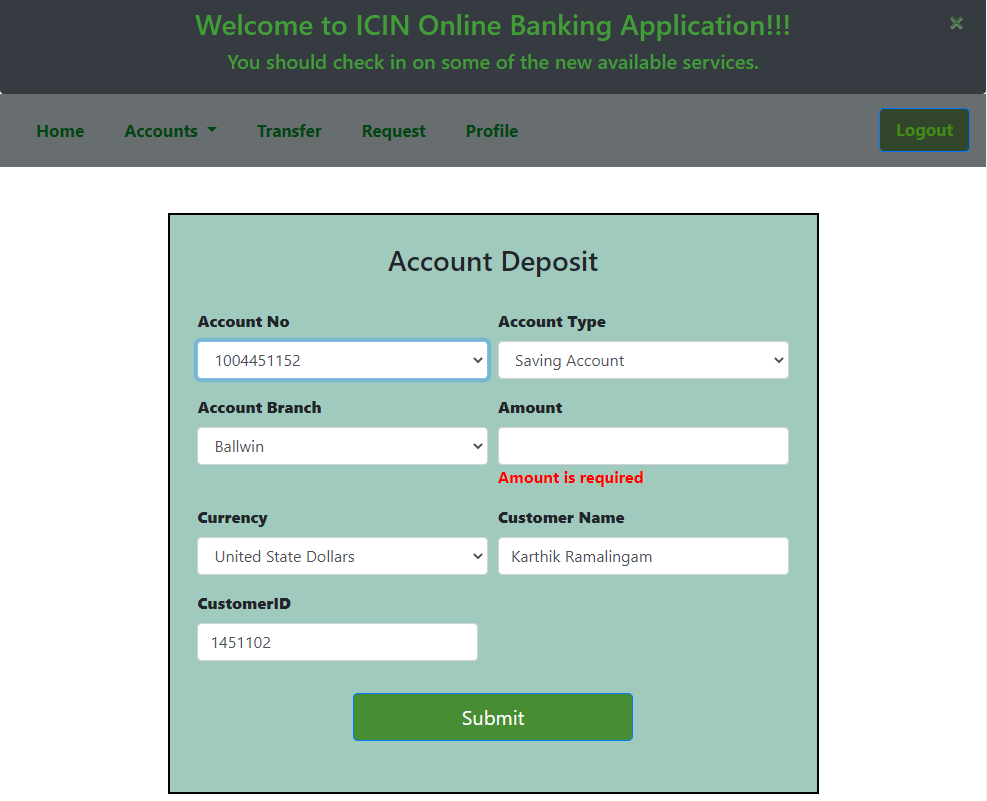 Welcome to ICIN Online Banking Application!!!
×
You should check in on some of the new available services.
Home Accounts Transfer Request Profile Logout
Account Deposit
Account No Account Type
1004451152 Saving Account
Account Branch Amount
Ballwin
Amount is required
Currency Customer Name
United State Dollars Karthik Ramalingam
CustomerID
1451102
Submit